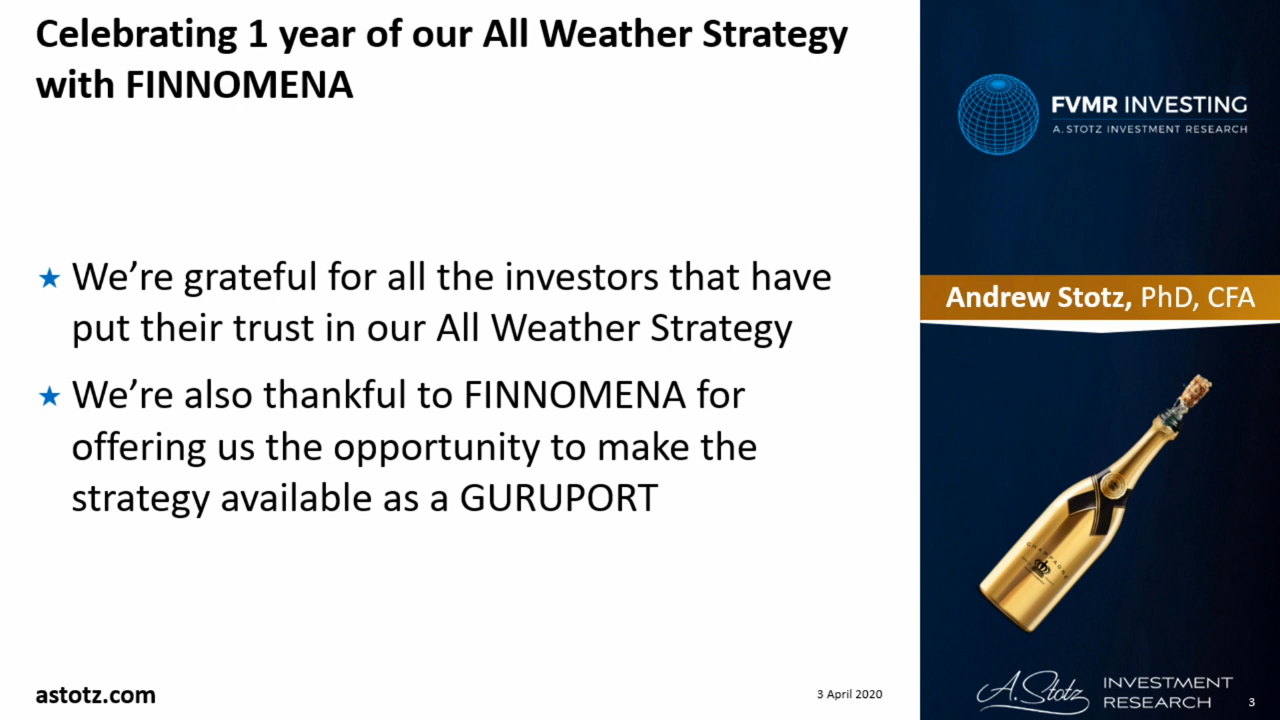 Celebrating 1 year of our All Weather Strategy
with FINNOMENA
★ We’re grateful for all the investors that have
put their trust in our All Weather Strategy
★ We’re also thankful to FINNOMENA for
offering us the opportunity to make the
strategy available as a GURUPORT
astotz.com
3 April 2020
FVMR INVESTING
A. STOTZ INVESTMENT RESEARCH
Andrew Stotz, PhD, CFA
CHAMPAGNE
A. Stotz
INVESTMENT
RESEARCH
3